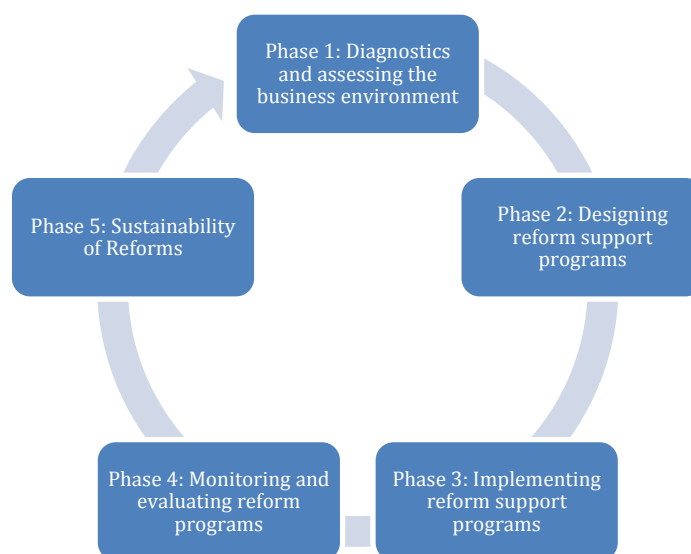 Phase 1: Diagnostics
and assessing the
business environment
Phase 2: Designing
reform support
programs
Phase 3: Implementing
reform support
programs
Phase 4: Monitoring and
evaluating reform
programs
Phase 5: Sustainability
of Reforms